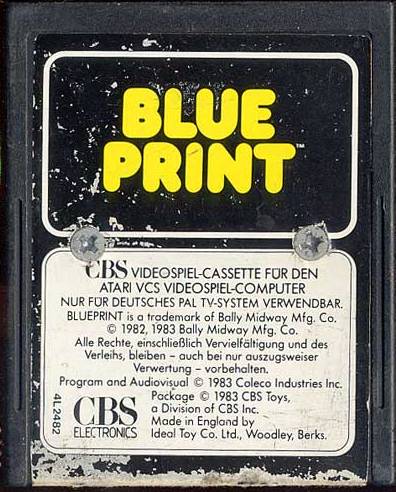 BLUE
PRINT™
CBS VIDEOSPIEL-CASSETTE FÜR DEN
ATARI VCS VIDEOSPIEL-COMPUTER
NUR FÜR DEUTSCHES PAL TV-SYSTEM VERWENDBAR.
BLUEPRINT is a trademark of Bally Midway Mfg. Co.
© 1982, 1983 Bally Midway Mfg. Co.
Alle Rechte, einschließlich Vervielfältigung und des
Verleihs, bleiben – auch bei nur auszugsweiser
Verwertung – vorbehalten.
Program and Audiovisual © 1983 Coleco Industries Inc.
Package © 1983 CBS Toys,
a Division of CBS Inc.
Made in England by
Ideal Toy Co. Ltd., Woodley, Berks.
CBS
ELECTRONICS
4L2482